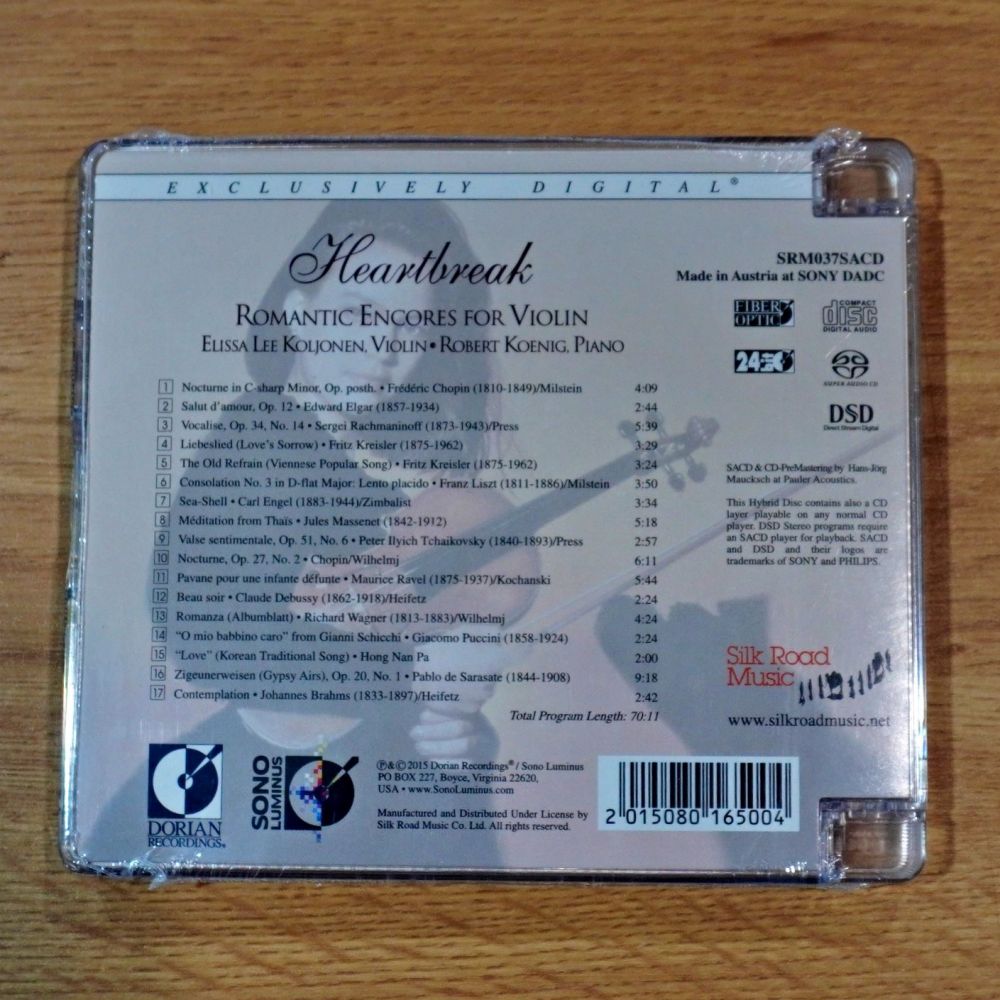 EXCLUSIVELY DIGITAL®
Heartbreak
ROMANTIC ENCORES FOR VIOLIN
ELISSA LEE KOLJONEN, VIOLIN • ROBERT KOENIG, PIANO
1 Nocturne in C-sharp Minor, Op. posth. • Frédéric Chopin (1810-1849)/Milstein 4:09
2 Salut d'amour, Op. 12 • Edward Elgar (1857-1934) 2:44
3 Vocalise, Op. 34, No. 14 • Sergei Rachmaninoff (1873-1943)/Press 5:39
4 Liebeslied (Love's Sorrow) • Fritz Kreisler (1875-1962) 3:29
5 The Old Refrain (Viennese Popular Song) • Fritz Kreisler (1875-1962) 3:24
6 Consolation No. 3 in D-flat Major: Lento placido • Franz Liszt (1811-1886)/Milstein 3:50
7 Sea-Shell • Carl Engel (1883-1944)/Zimbalist 3:34
8 Méditation from Thaïs • Jules Massenet (1842-1912) 5:18
9 Valse sentimentale, Op. 51, No. 6 • Peter Ilyich Tchaikovsky (1840-1893)/Press 2:57
10 Nocturne, Op. 27, No. 2 • Chopin/Wilhelmj 6:11
11 Pavane pour une infante défunte • Maurice Ravel (1875-1937)/Kochanski 5:44
12 Beau soir • Claude Debussy (1862-1918)/Heifetz 2:24
13 Romanza (Albumblatt) • Richard Wagner (1813-1883)/Wilhelmj 4:24
14 "O mio babbino caro" from Gianni Schicchi • Giacomo Puccini (1858-1924) 2:24
15 "Love" (Korean Traditional Song) • Hong Nan Pa 2:00
16 Zigeunerweisen (Gypsy Airs), Op. 20, No. 1 • Pablo de Sarasate (1844-1908) 9:18
17 Contemplation • Johannes Brahms (1833-1897)/Heifetz 2:42
Total Program Length: 70:11
SRM037SACD
Made in Austria at SONY DADC
FIBER OPTIC
COMPACT
disc
DIGITAL AUDIO
24
SUPER AUDIO CD
DSD
Direct Stream Digital
SACD & CD-PreMastering by Hans-Jörg
Maucksch at Pauler Acoustics.
This Hybrid Disc contains also a CD
layer playable on any normal CD
player. DSD Stereo programs require
an SACD player for playback. SACD
and DSD and their logos are
trademarks of SONY and PHILIPS.
Silk Road
Music
www.silkroadmusic.net
DORIAN
RECORDINGS®
SONO
LUMINUS
℗&©2015 Dorian Recordings® / Sono Luminus
PO BOX 227, Boyce, Virginia 22620,
USA • www.SonoLuminus.com
Manufactured and Distributed Under License by
Silk Road Music Co. Ltd. All rights reserved.
2 015080 165004